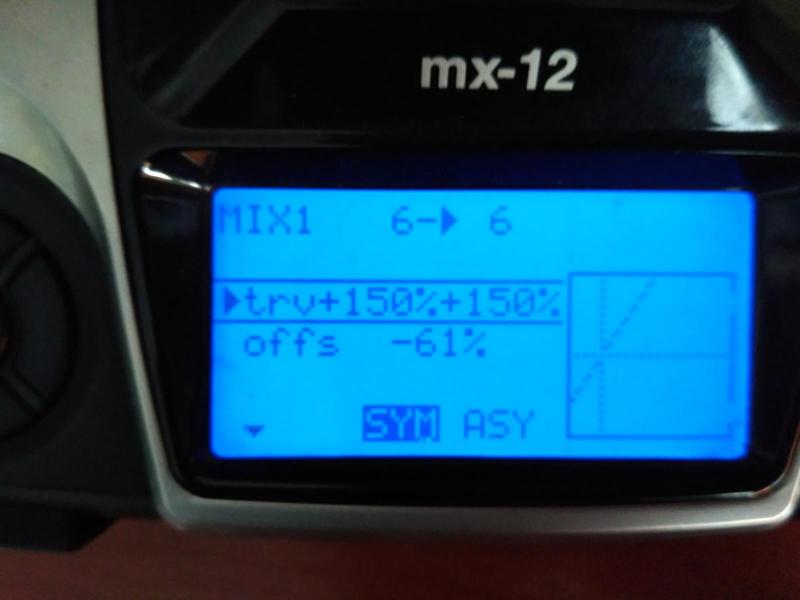 mx-12
MIX1 6→ 6
▶trv+150%+150%
offs -61%
SYM ASY